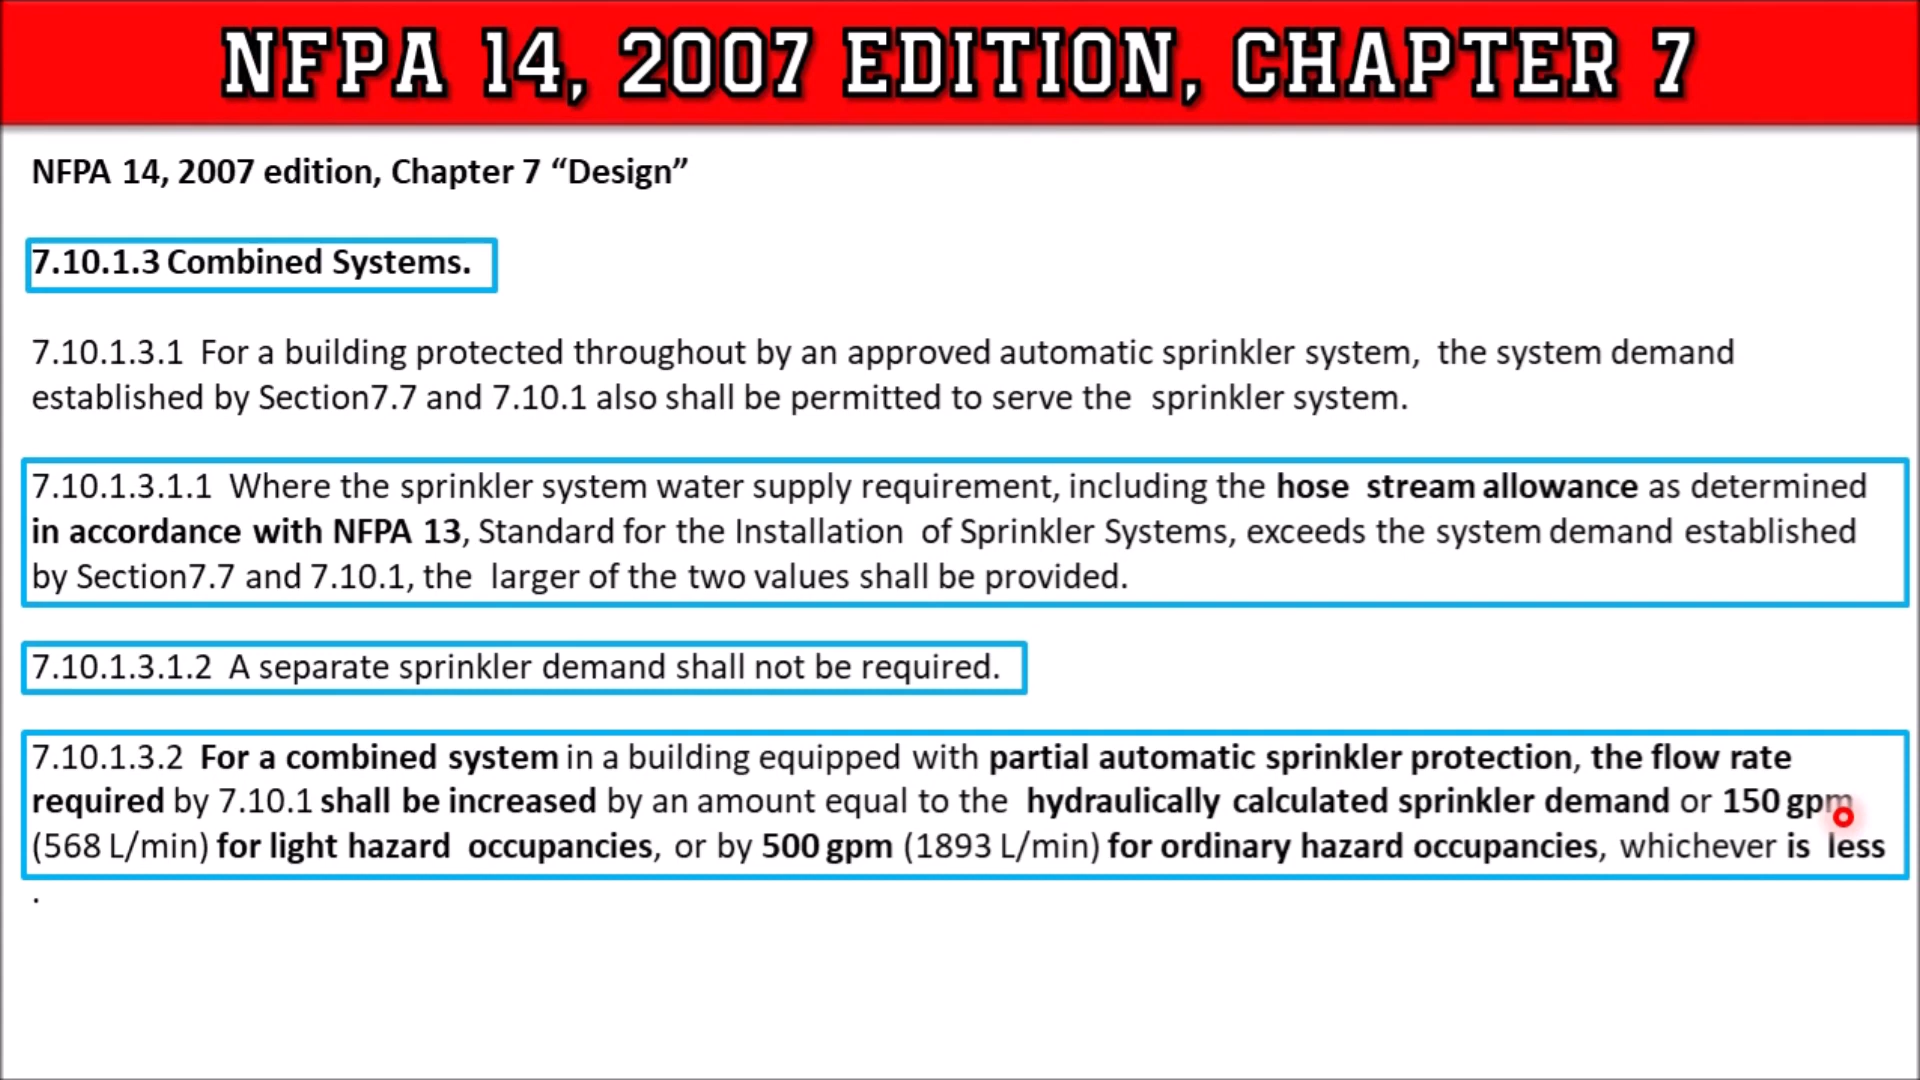 NFPA 14, 2007 EDITION, CHAPTER 7
NFPA 14, 2007 edition, Chapter 7 “Design”
7.10.1.3 Combined Systems.
7.10.1.3.1 For a building protected throughout by an approved automatic sprinkler system, the system demand
established by Section7.7 and 7.10.1 also shall be permitted to serve the sprinkler system.
7.10.1.3.1.1 Where the sprinkler system water supply requirement, including the hose stream allowance as determined
in accordance with NFPA 13, Standard for the Installation of Sprinkler Systems, exceeds the system demand established
by Section7.7 and 7.10.1, the larger of the two values shall be provided.
7.10.1.3.1.2 A separate sprinkler demand shall not be required.
7.10.1.3.2 For a combined system in a building equipped with partial automatic sprinkler protection, the flow rate
required by 7.10.1 shall be increased by an amount equal to the hydraulically calculated sprinkler demand or 150 gpm
(568 L/min) for light hazard occupancies, or by 500 gpm (1893 L/min) for ordinary hazard occupancies, whichever is less
.